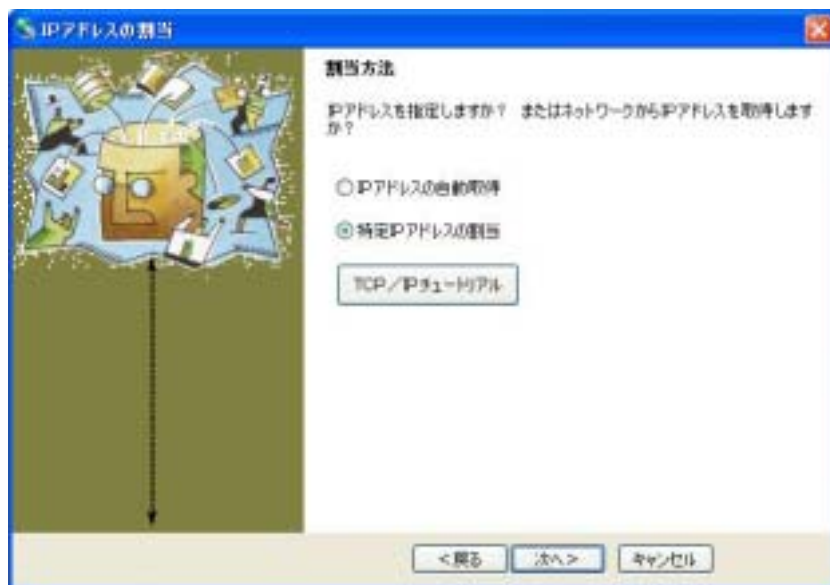 IPアドレスの割当
割当方法
IPアドレスを指定しますか？　またはネットワークからIPアドレスを取得します
か？
IPアドレスの自動取得
特定IPアドレスの割当
TCP／IPチュートリアル
＜戻る
次へ＞
キャンセル